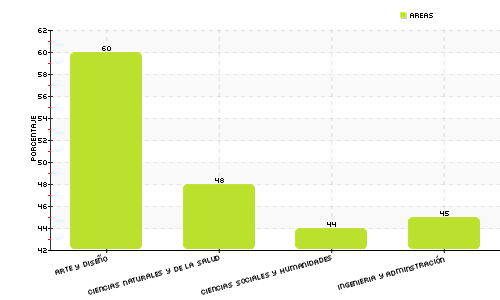 AREAS
62
60
58
56
54
52
50
48
46
44
42
PORCENTAJE
60
48
44
45
ARTE Y DISEÑO
CIENCIAS NATURALES Y DE LA SALUD
CIENCIAS SOCIALES Y HUMANIDADES
INGENIERIA Y ADMINSTRACIÓN